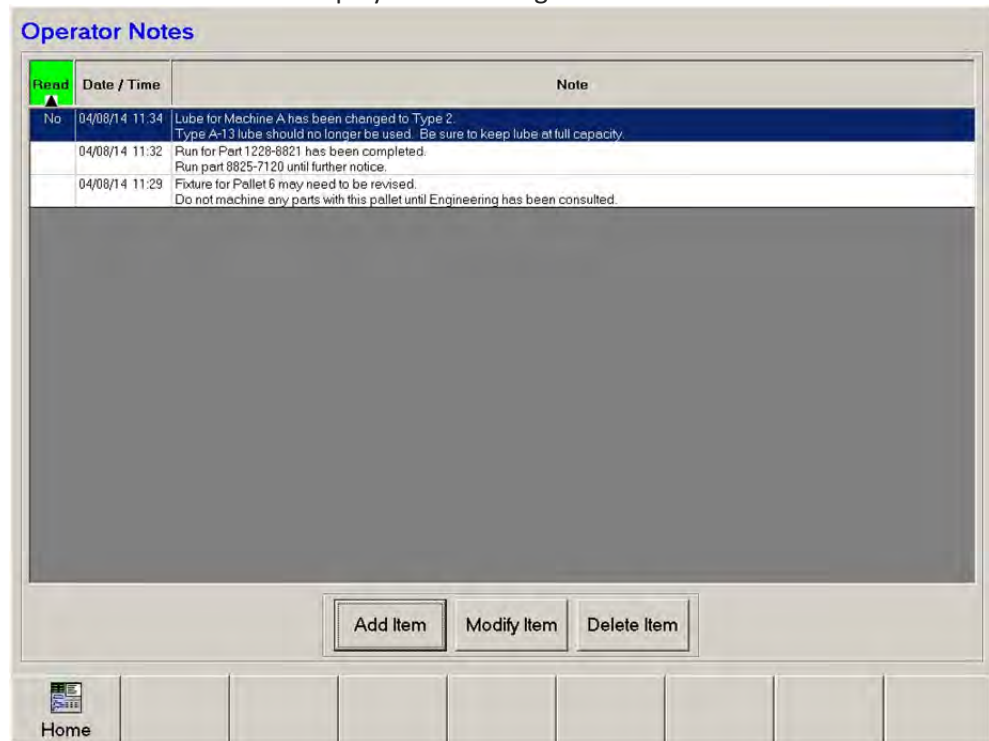 Operator Notes
Read Date / Time Note
No 04/08/14 11:34 Lube for Machine A has been changed to Type 2.
Type A-13 lube should no longer be used. Be sure to keep lube at full capacity.
04/08/14 11:32 Run for Part 1228-8821 has been completed.
Run part 8825-7120 until further notice.
04/08/14 11:29 Fixture for Pallet 6 may need to be revised.
Do not machine any parts with this pallet until Engineering has been consulted.
Add Item Modify Item Delete Item
Home